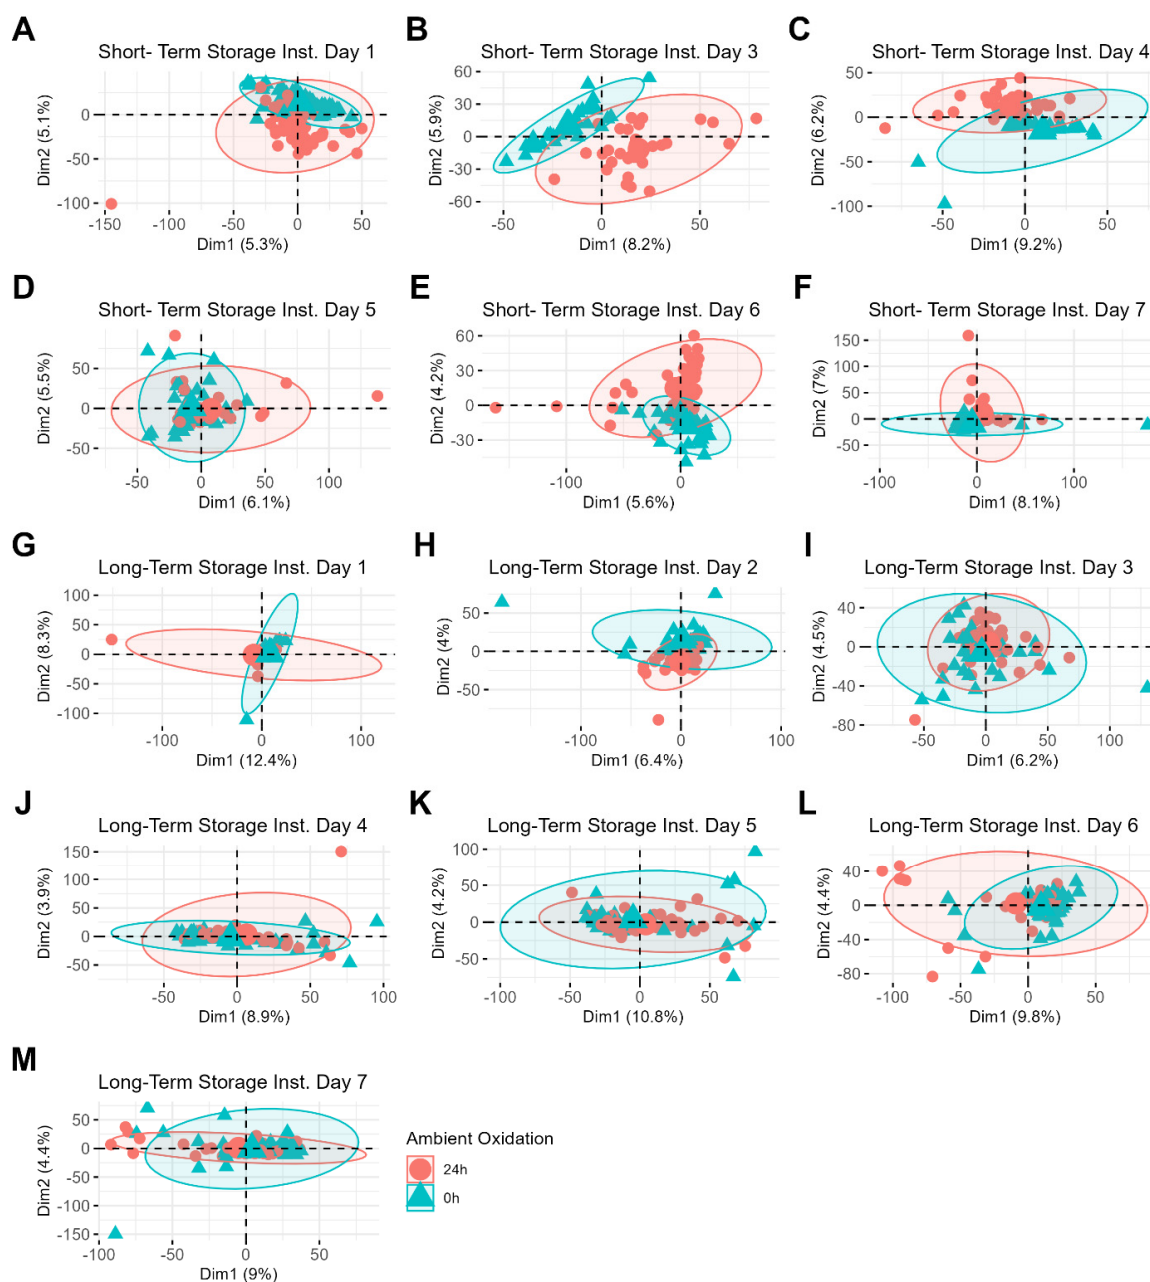 A
Short- Term Storage Inst. Day 1
Dim2 (5.1%)
0
-50
-100
-150
-100
-50
0
50
Dim1 (5.3%)
B
Short- Term Storage Inst. Day 3
Dim2 (5.9%)
60
30
0
-30
-60
-50
0
50
Dim1 (8.2%)
C
Short- Term Storage Inst. Day 4
Dim2 (6.2%)
50
0
-50
-100
-50
0
50
Dim1 (9.2%)
D
Short- Term Storage Inst. Day 5
Dim2 (5.5%)
50
0
-50
0
50
100
Dim1 (6.1%)
E
Short- Term Storage Inst. Day 6
Dim2 (4.2%)
60
30
0
-30
-100
0
Dim1 (5.6%)
F
Short- Term Storage Inst. Day 7
Dim2 (7%)
150
100
50
0
-50
-100
0
100
Dim1 (8.1%)
G
Long-Term Storage Inst. Day 1
Dim2 (8.3%)
100
50
0
-50
-100
-100
0
100
Dim1 (12.4%)
H
Long-Term Storage Inst. Day 2
Dim2 (4%)
50
0
-50
-100
0
100
Dim1 (6.4%)
I
Long-Term Storage Inst. Day 3
Dim2 (4.5%)
40
0
-40
-80
-50
0
50
100
Dim1 (6.2%)
J
Long-Term Storage Inst. Day 4
Dim2 (3.9%)
150
100
50
0
-50
-50
0
50
100
Dim1 (8.9%)
K
Long-Term Storage Inst. Day 5
Dim2 (4.2%)
100
50
0
-50
-100
-50
0
50
Dim1 (10.8%)
L
Long-Term Storage Inst. Day 6
Dim2 (4.4%)
40
0
-40
-80
-100
-50
0
50
Dim1 (9.8%)
M
Long-Term Storage Inst. Day 7
Dim2 (4.4%)
50
0
-50
-100
-150
-100
-50
0
50
Dim1 (9%)
Ambient Oxidation
24h
0h